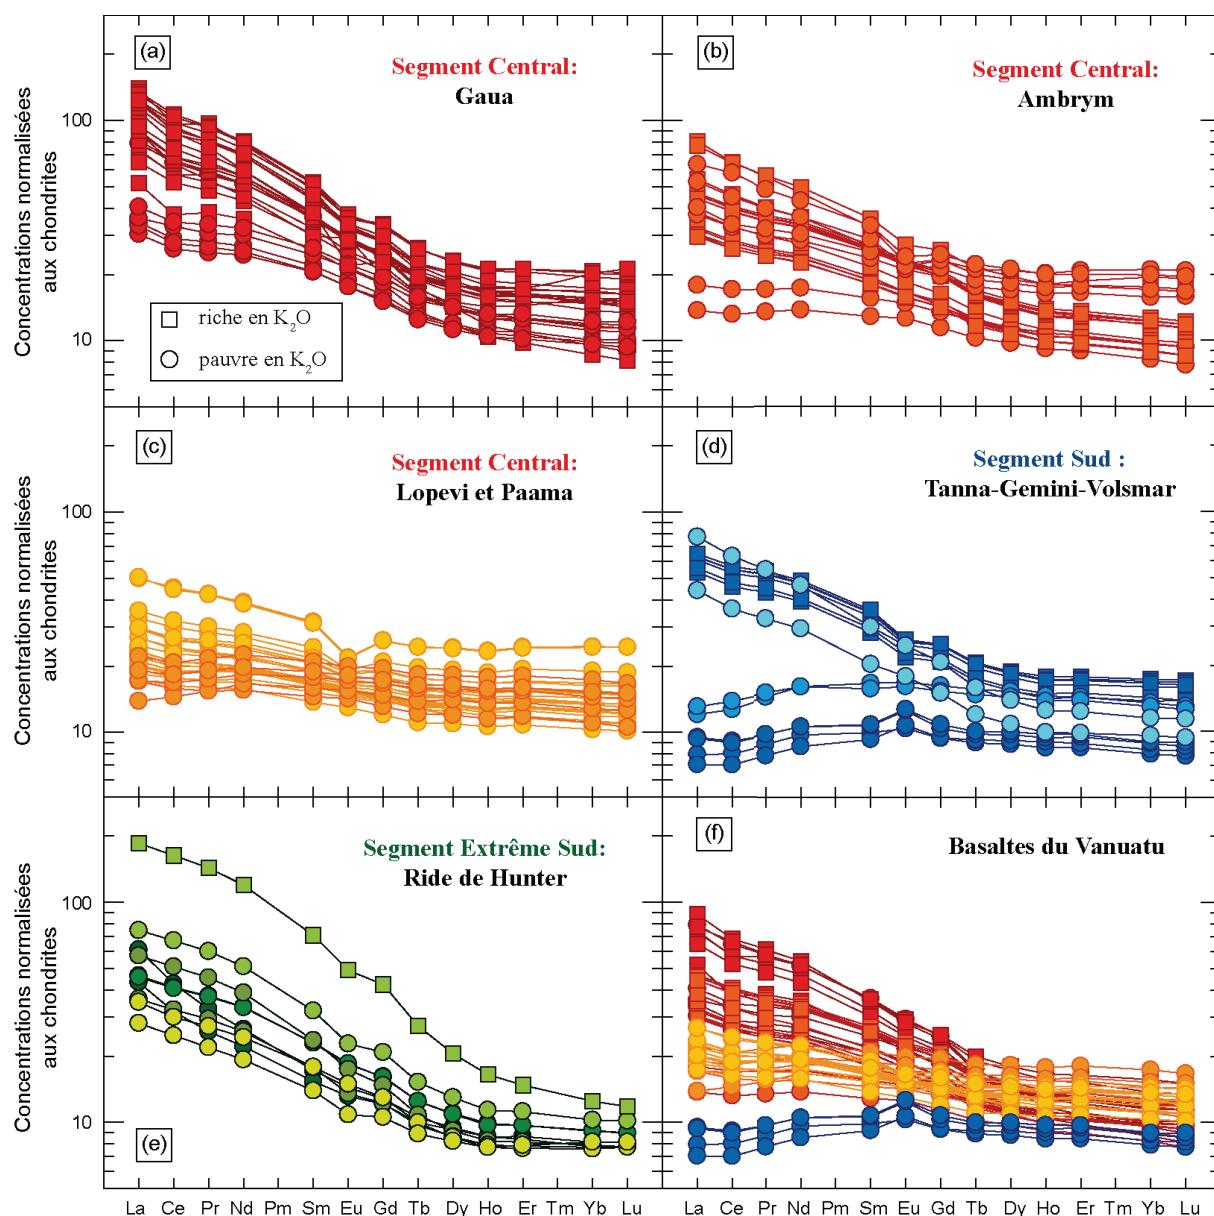 (a)
Segment Central:
Gaua
(b)
Segment Central:
Ambrym
Concentrations normalisées
aux chondrites
100
10
riche en K₂O
pauvre en K₂O
(c)
Segment Central:
Lopevi et Paama
(d)
Segment Sud :
Tanna-Gemini-Volsmar
Concentrations normalisées
aux chondrites
100
10
Segment Extrême Sud:
Ride de Hunter
(e)
(f)
Basaltes du Vanuatu
Concentrations normalisées
aux chondrites
100
10
La Ce Pr Nd Pm Sm Eu Gd Tb Dy Ho Er Tm Yb Lu
La Ce Pr Nd Pm Sm Eu Gd Tb Dy Ho Er Tm Yb Lu